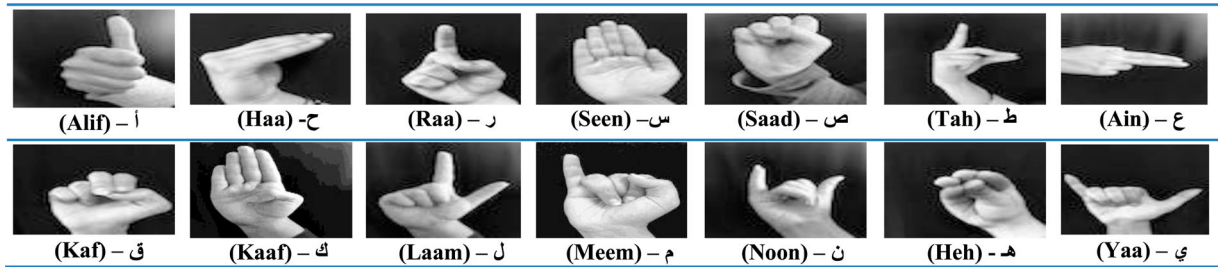 (Alif) – أ (Haa) -ح (Raa) – ر (Seen) –س (Saad) – ص (Tah) – ط (Ain) – ع
(Kaf) – ق (Kaaf) – ك (Laam) – ل (Meem) – م (Noon) – ن (Heh) - هـ (Yaa) – ي